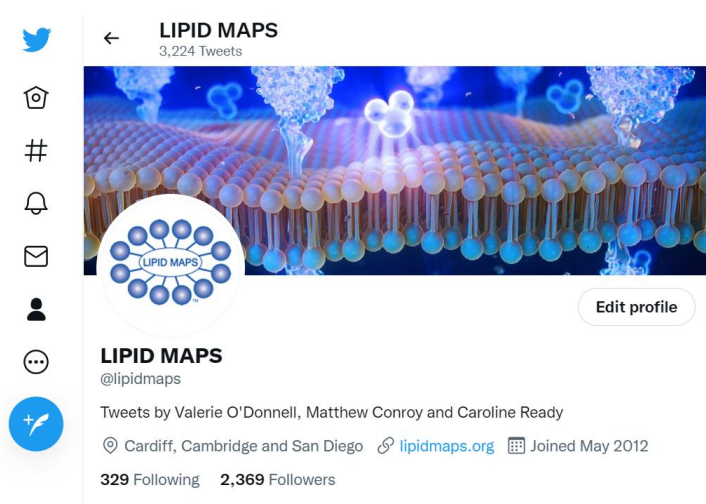 LIPID MAPS
3,224 Tweets
LIPID MAPS
TM
Edit profile
LIPID MAPS
@lipidmaps
Tweets by Valerie O'Donnell, Matthew Conroy and Caroline Ready
Cardiff, Cambridge and San Diego lipidmaps.org Joined May 2012
329 Following 2,369 Followers